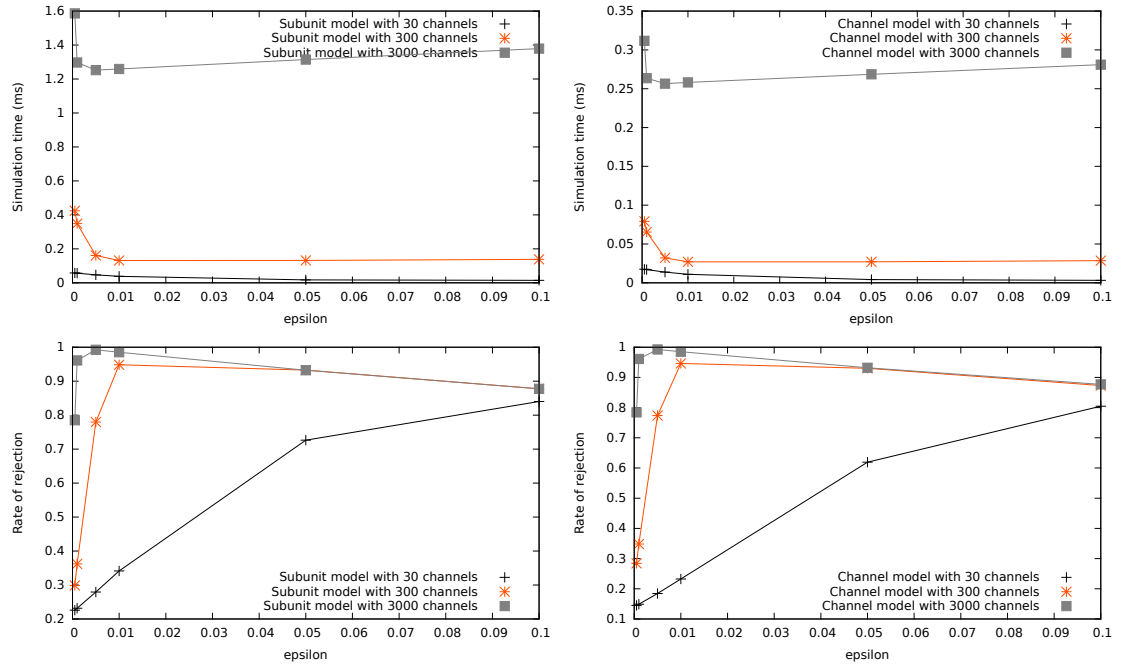 Subunit model with 30 channels
Subunit model with 300 channels
Subunit model with 3000 channels
1.6
1.4
1.2
1
0.8
0.6
0.4
0.2
0
Simulation time (ms)
0 0.01 0.02 0.03 0.04 0.05 0.06 0.07 0.08 0.09 0.1
epsilon
Channel model with 30 channels
Channel model with 300 channels
Channel model with 3000 channels
0.35
0.3
0.25
0.2
0.15
0.1
0.05
0
Simulation time (ms)
0 0.01 0.02 0.03 0.04 0.05 0.06 0.07 0.08 0.09 0.1
epsilon
1
0.9
0.8
0.7
0.6
0.5
0.4
0.3
0.2
Rate of rejection
Subunit model with 30 channels
Subunit model with 300 channels
Subunit model with 3000 channels
0 0.01 0.02 0.03 0.04 0.05 0.06 0.07 0.08 0.09 0.1
epsilon
1
0.9
0.8
0.7
0.6
0.5
0.4
0.3
0.2
0.1
Rate of rejection
Channel model with 30 channels
Channel model with 300 channels
Channel model with 3000 channels
0 0.01 0.02 0.03 0.04 0.05 0.06 0.07 0.08 0.09 0.1
epsilon